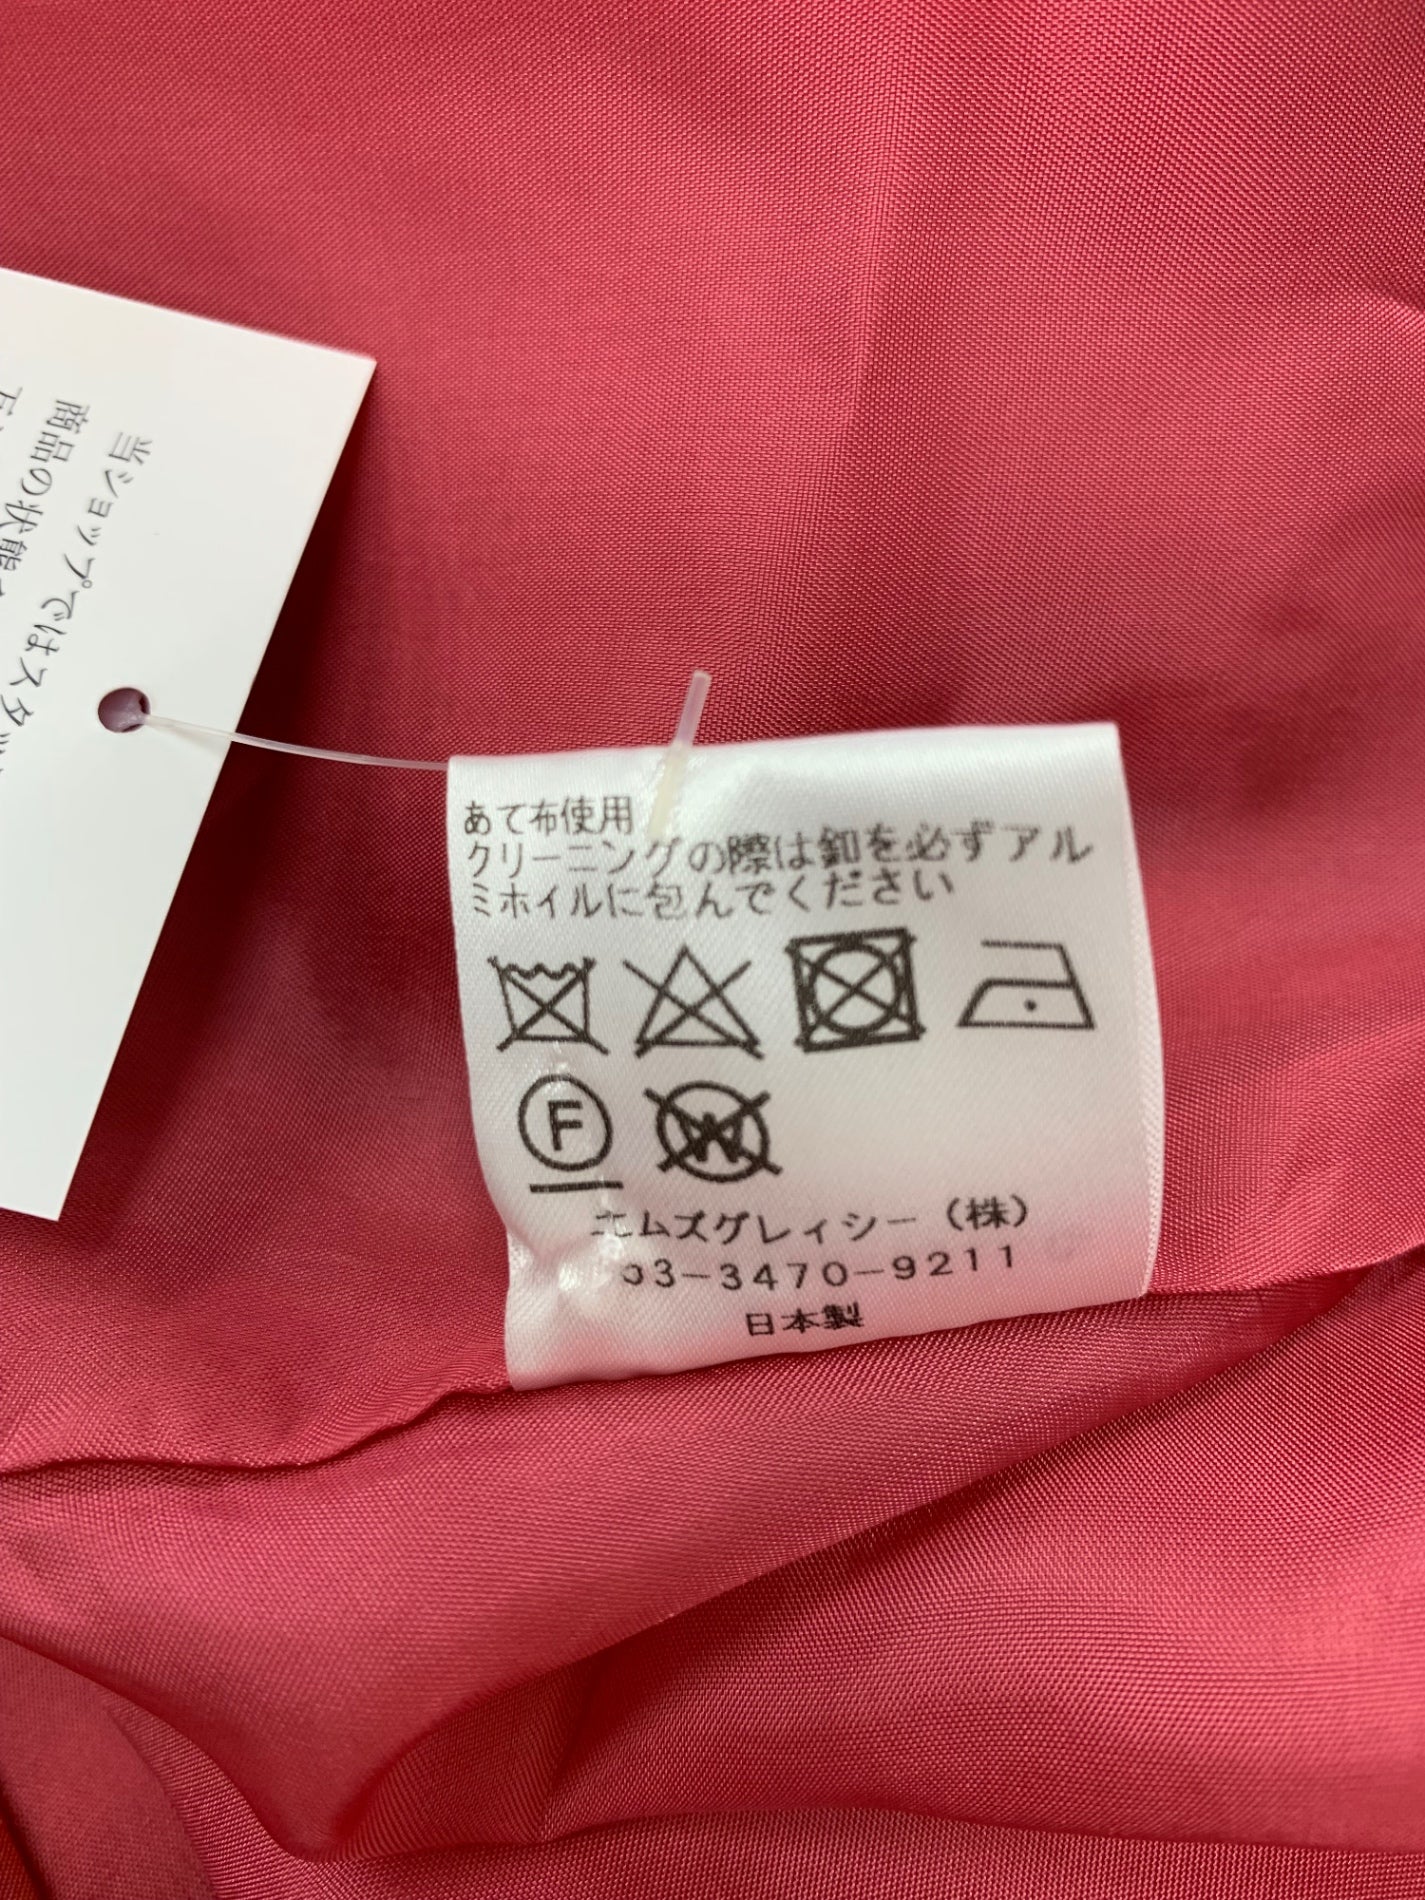 あて布使用
クリーニングの際は釦を必ずアル
ミホイルに包んでください
F
W
エムズグレィシー（株）
03-3470-9211
日本製
当ショップではスタ
商品の状態